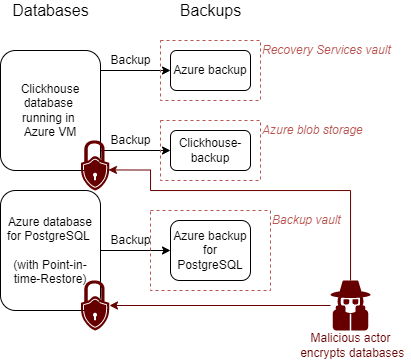 Databases
Backups
Recovery Services vault
Backup
Azure backup
Clickhouse
database
running in
Azure VM
Azure blob storage
Backup
Clickhouse-
backup
Backup vault
Azure database
for PostgreSQL
(with Point-in-
time-Restore)
Backup
Azure backup
for
PostgreSQL
Malicious actor
encrypts databases